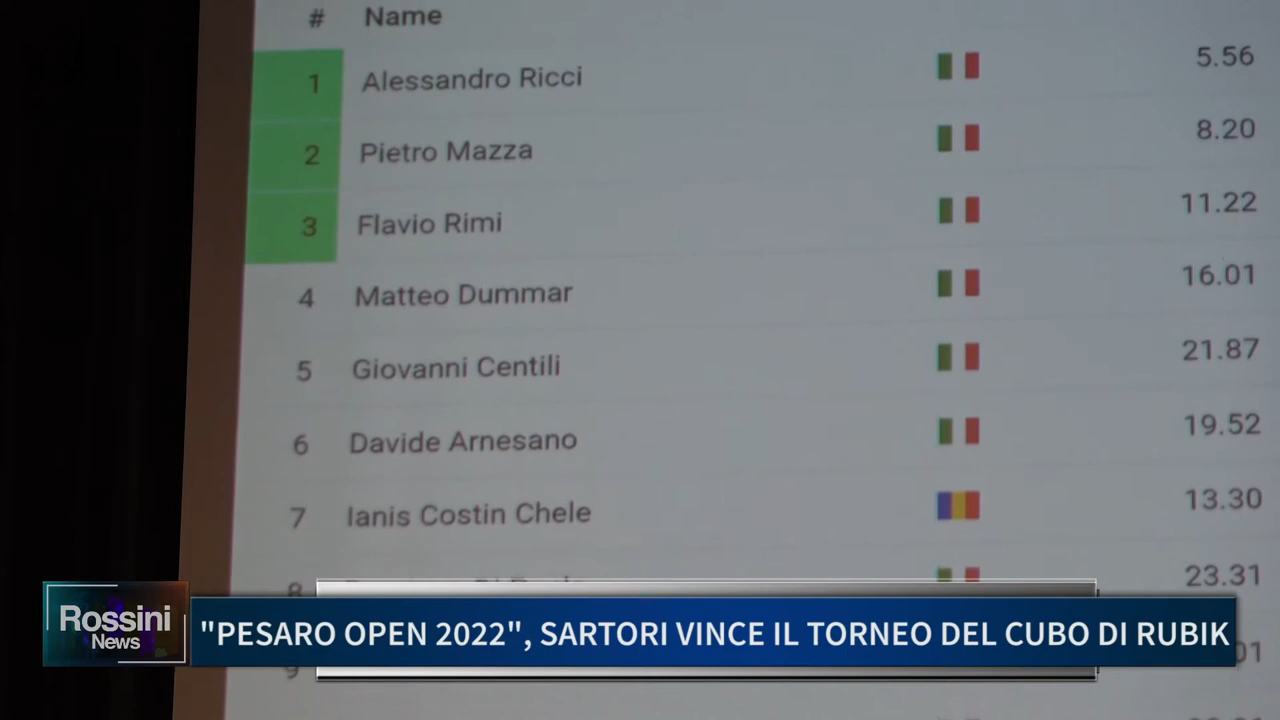 # Name
1 Alessandro Ricci 5.56
2 Pietro Mazza 8.20
3 Flavio Rimi 11.22
4 Matteo Dummar 16.01
5 Giovanni Centili 21.87
6 Davide Arnesano 19.52
7 Ianis Costin Chele 13.30
8 23.31
Rossini
News
"PESARO OPEN 2022", SARTORI VINCE IL TORNEO DEL CUBO DI RUBIK
9